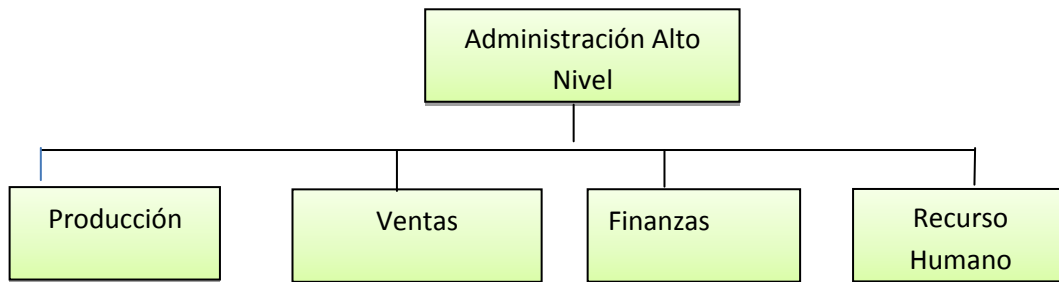 Administración Alto
Nivel
Producción
Ventas
Finanzas
Recurso
Humano